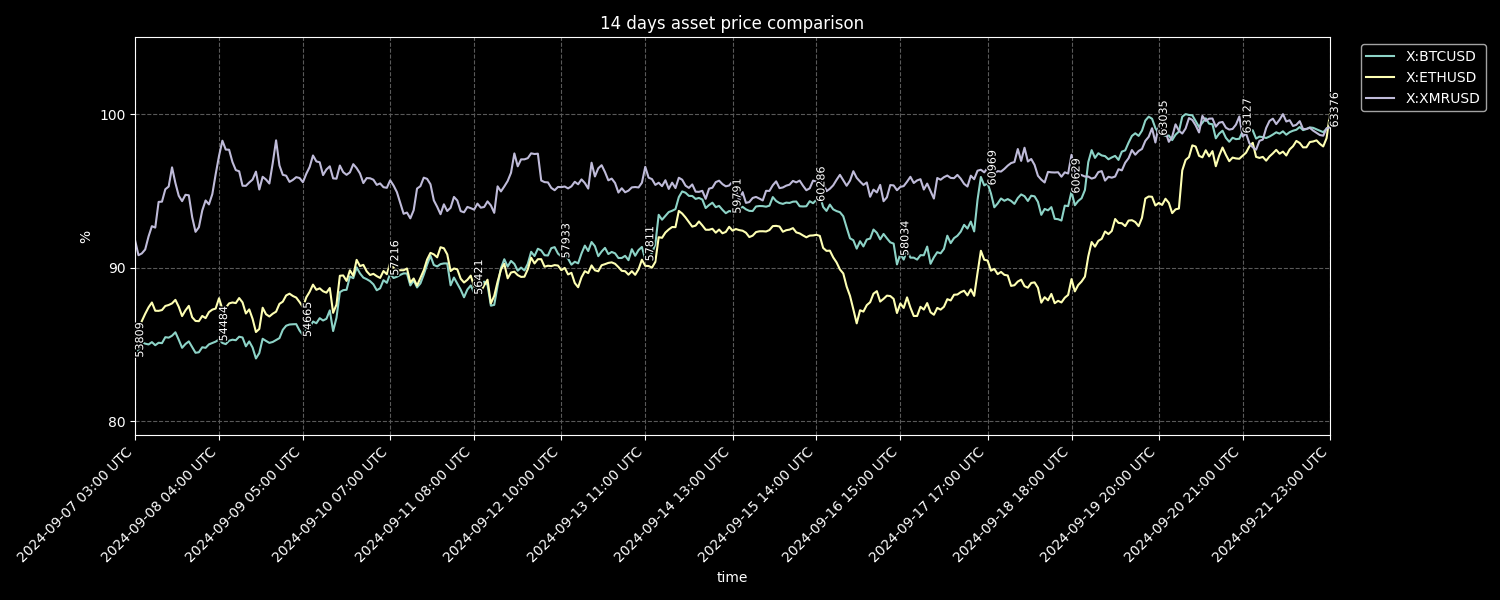 14 days asset price comparison
X:BTCUSD
X:ETHUSD
X:XMRUSD
100
90
80
%
53809
54484
54665
57216
56421
57933
57811
59791
60286
58034
60969
60629
63035
63127
63376
2024-09-07 03:00 UTC
2024-09-08 04:00 UTC
2024-09-09 05:00 UTC
2024-09-10 07:00 UTC
2024-09-11 08:00 UTC
2024-09-12 10:00 UTC
2024-09-13 11:00 UTC
2024-09-14 13:00 UTC
2024-09-15 14:00 UTC
2024-09-16 15:00 UTC
2024-09-17 17:00 UTC
2024-09-18 18:00 UTC
2024-09-19 20:00 UTC
2024-09-20 21:00 UTC
2024-09-21 23:00 UTC
time